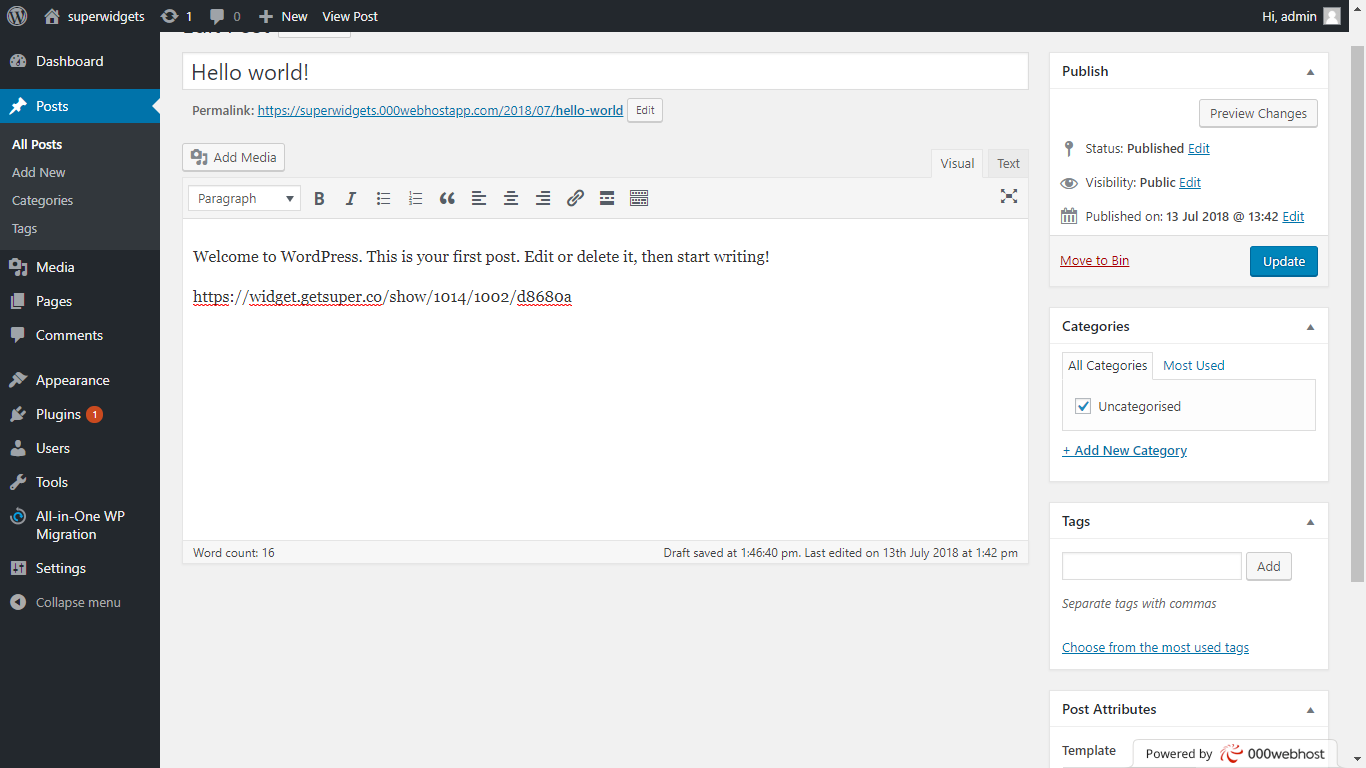 superwidgets
1
0
New
View Post
Hi, admin
Dashboard
Posts
All Posts
Add New
Categories
Tags
Media
Pages
Comments
Appearance
Plugins 1
Users
Tools
All-in-One WP
Migration
Settings
Collapse menu
Hello world!
Permalink: https://superwidgets.000webhostapp.com/2018/07/hello-world Edit
Add Media
Visual
Text
Paragraph
B I
Welcome to WordPress. This is your first post. Edit or delete it, then start writing!
https://widget.getsuper.co/show/1014/1002/d8680a
Word count: 16
Draft saved at 1:46:40 pm. Last edited on 13th July 2018 at 1:42 pm
Publish
Preview Changes
Status: Published Edit
Visibility: Public Edit
Published on: 13 Jul 2018 @ 13:42 Edit
Move to Bin
Update
Categories
All Categories
Most Used
Uncategorised
+ Add New Category
Tags
Add
Separate tags with commas
Choose from the most used tags
Post Attributes
Template
Powered by 000webhost